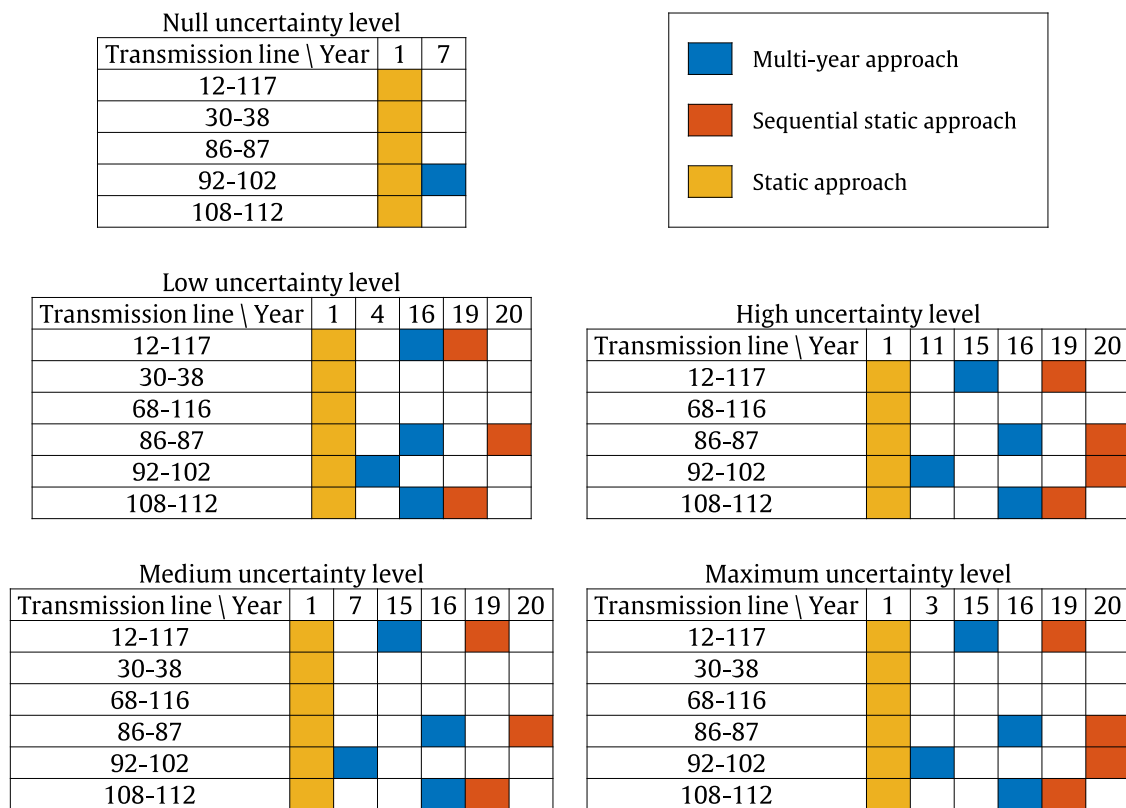 Null uncertainty level
Transmission line \ Year 1 7
12-117
30-38
86-87
92-102
108-112
Multi-year approach
Sequential static approach
Static approach
Low uncertainty level
Transmission line \ Year 1 4 16 19 20
12-117
30-38
68-116
86-87
92-102
108-112
High uncertainty level
Transmission line \ Year 1 11 15 16 19 20
12-117
68-116
86-87
92-102
108-112
Medium uncertainty level
Transmission line \ Year 1 7 15 16 19 20
12-117
30-38
68-116
86-87
92-102
108-112
Maximum uncertainty level
Transmission line \ Year 1 3 15 16 19 20
12-117
30-38
68-116
86-87
92-102
108-112